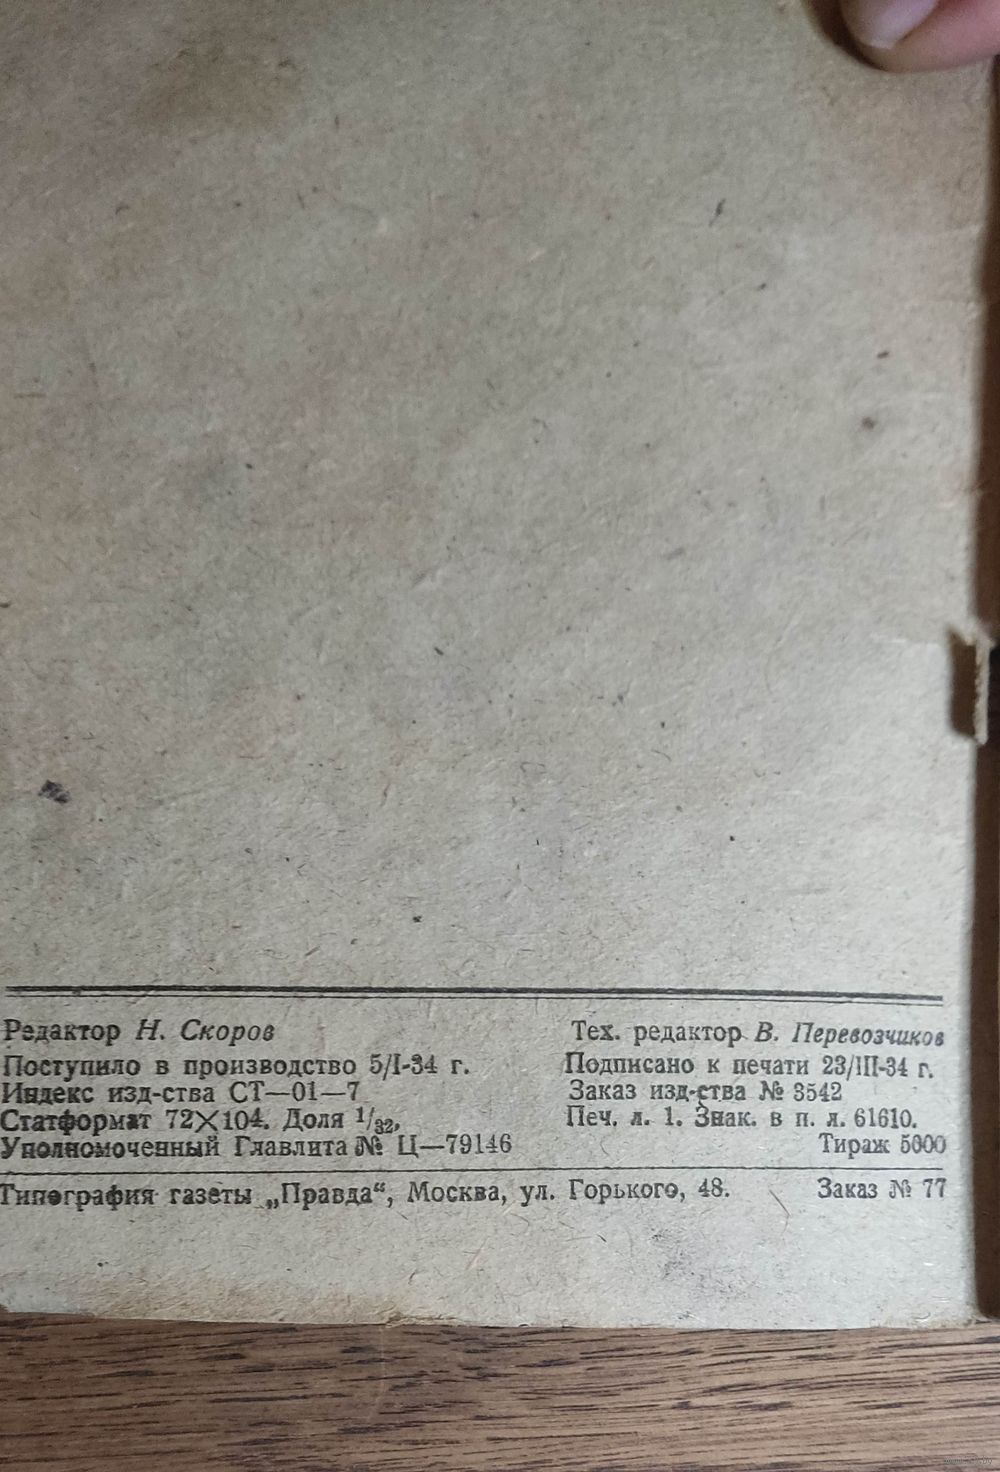 Редактор Н. Скоров
Тех. редактор В. Перевозчиков
Поступило в производство 5/I-34 г.
Подписано к печати 23/III-34 г.
Индекс изд-ства СТ—01—7
Заказ изд-ства № 3542
Статформат 72×104. Доля 1/32,
Печ. л. 1. Знак. в п. л. 61610.
Уполномоченный Главлита № Ц—79146
Тираж 5000
Типография газеты „Правда“, Москва, ул. Горького, 48.
Заказ № 77